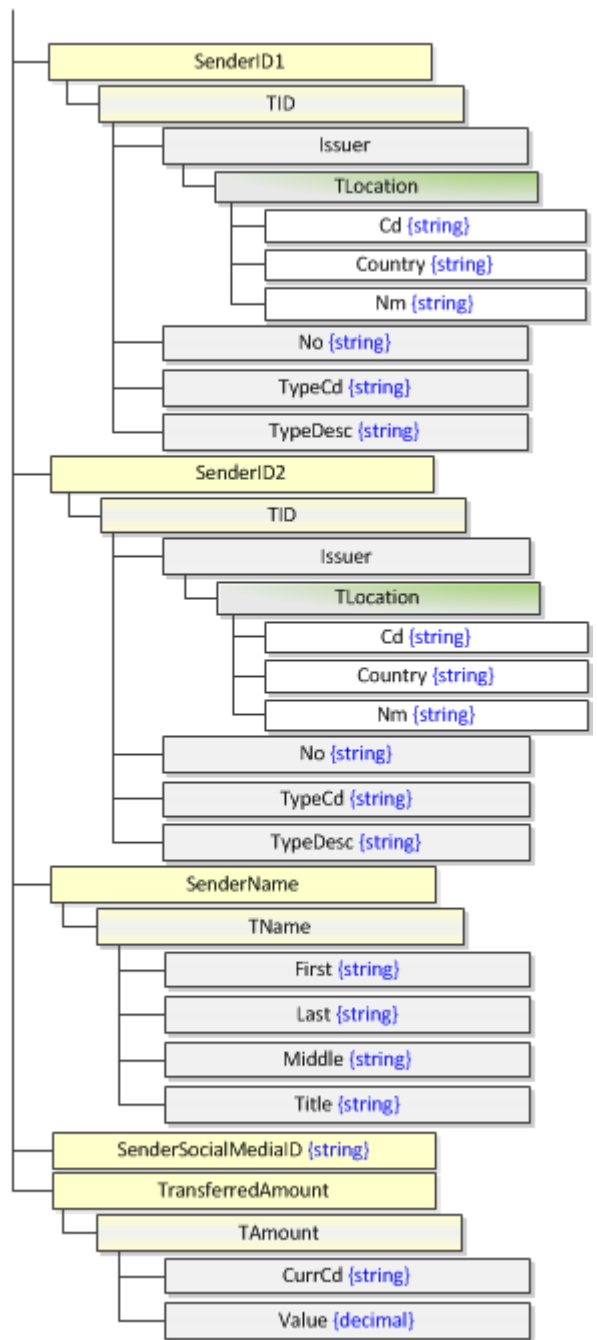 SenderID1
TID
Issuer
TLocation
Cd {string}
Country {string}
Nm {string}
No {string}
TypeCd {string}
TypeDesc {string}
SenderID2
TID
Issuer
TLocation
Cd {string}
Country {string}
Nm {string}
No {string}
TypeCd {string}
TypeDesc {string}
SenderName
TName
First {string}
Last {string}
Middle {string}
Title {string}
SenderSocialMediaID {string}
TransferredAmount
TAmount
CurrCd {string}
Value {decimal}